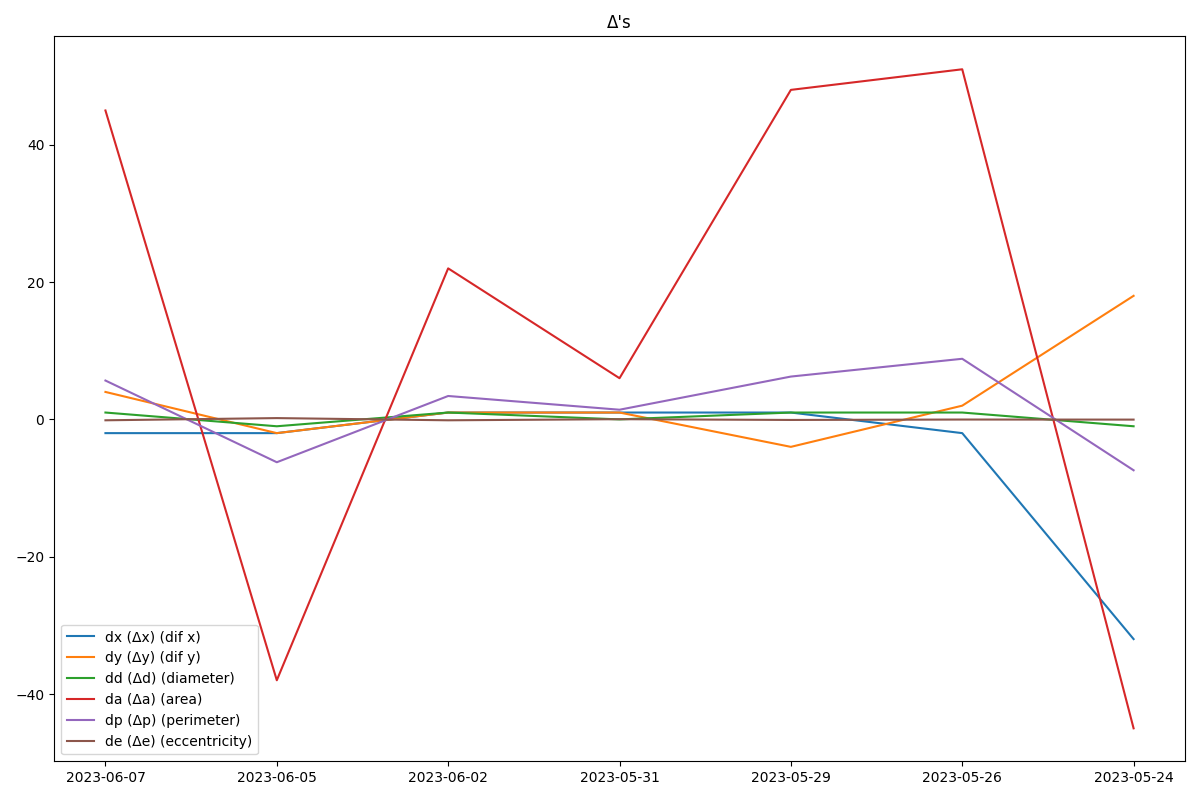 Δ's
40
20
0
−20
−40
dx (Δx) (dif x)
dy (Δy) (dif y)
dd (Δd) (diameter)
da (Δa) (area)
dp (Δp) (perimeter)
de (Δe) (eccentricity)
2023-06-07 2023-06-05 2023-06-02 2023-05-31 2023-05-29 2023-05-26 2023-05-24